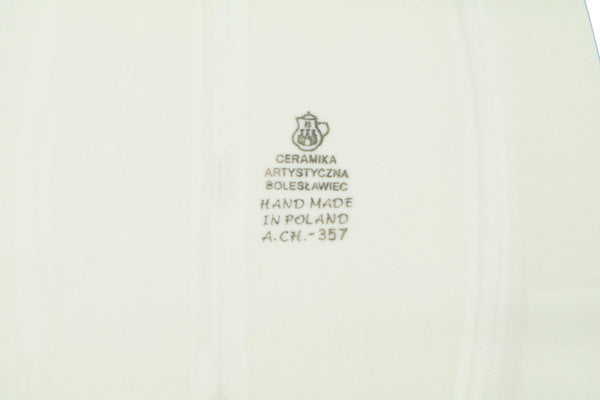 B
CERAMIKA
ARTYSTYCZNA
BOLESŁAWIEC
HAND MADE
IN POLAND
A.CH.-357